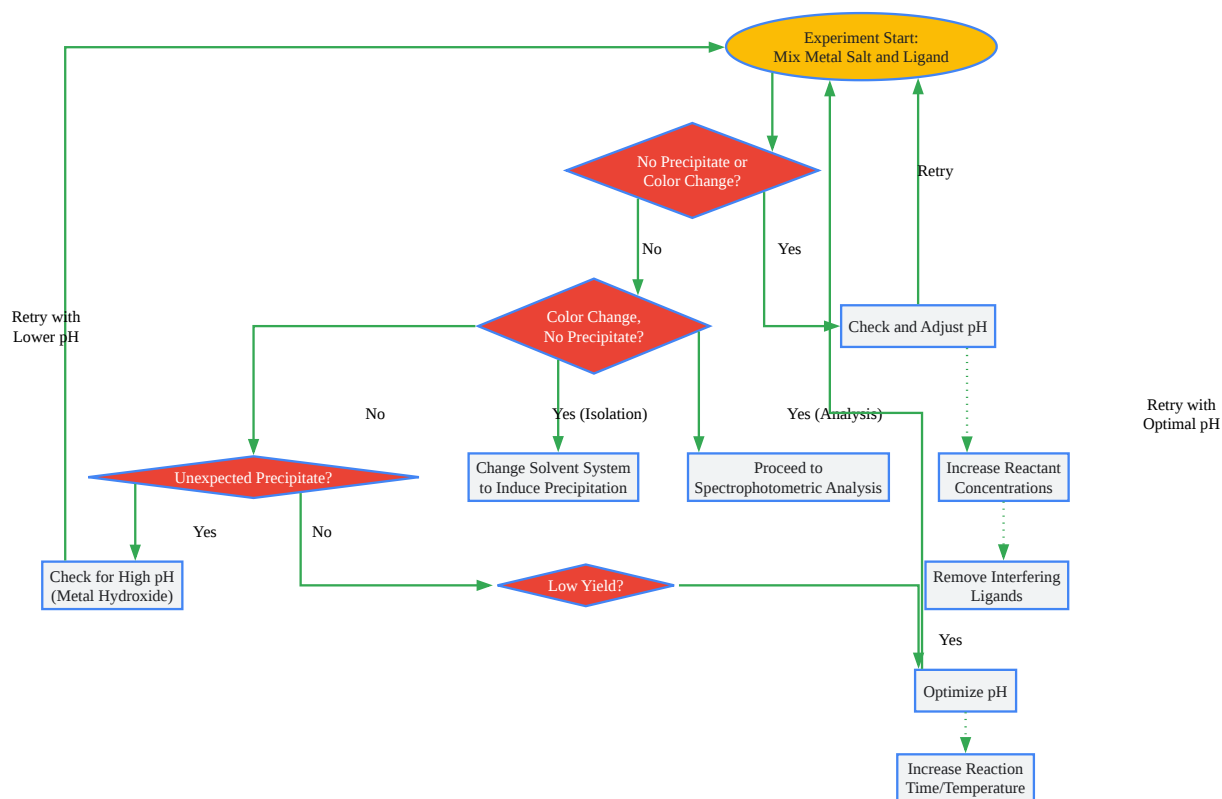 Experiment Start:
Mix Metal Salt and Ligand
No Precipitate or
Color Change?
Retry
No
Yes
Retry with
Lower pH
Color Change,
No Precipitate?
Check and Adjust pH
No
Yes (Isolation)
Yes (Analysis)
Retry with
Optimal pH
Unexpected Precipitate?
Change Solvent System
to Induce Precipitation
Proceed to
Spectrophotometric Analysis
Increase Reactant
Concentrations
Yes
No
Check for High pH
(Metal Hydroxide)
Low Yield?
Remove Interfering
Ligands
Yes
Optimize pH
Increase Reaction
Time/Temperature